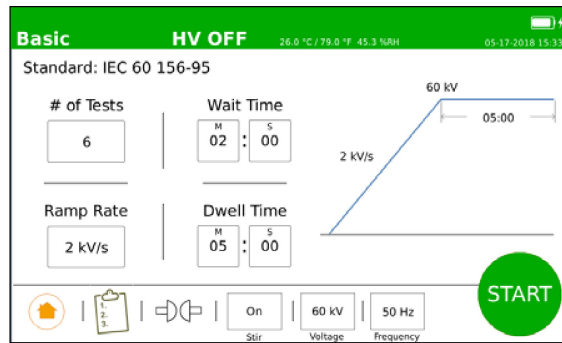 Basic HV OFF 26.0 °C / 79.0 °F 45.3 %RH 05-17-2018 15:33
Standard: IEC 60 156-95
# of Tests
6
Wait Time
M S
02 : 00
Ramp Rate
2 kV/s
Dwell Time
M S
05 : 00
60 kV
05:00
2 kV/s
1.
2.
3.
On
Stir
60 kV
Voltage
50 Hz
Frequency
START